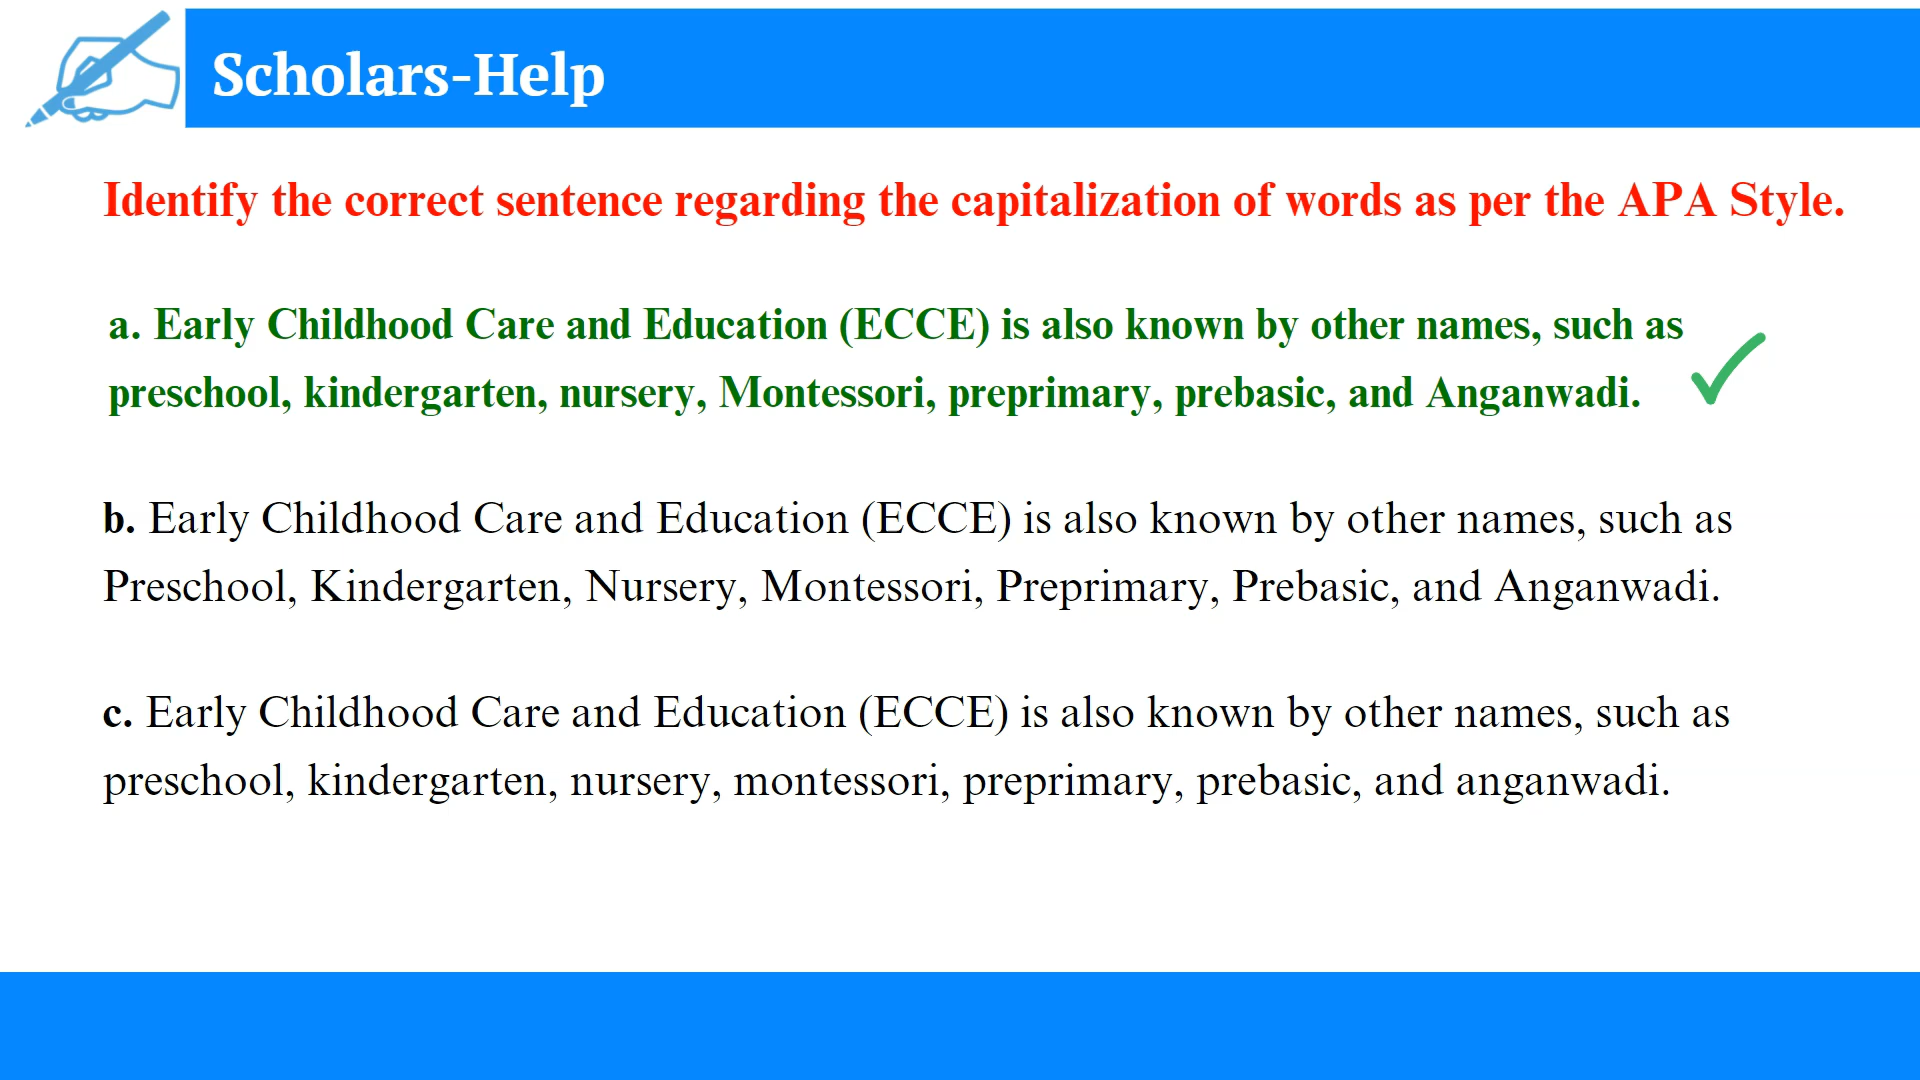 Scholars-Help
Identify the correct sentence regarding the capitalization of words as per the APA Style.
a. Early Childhood Care and Education (ECCE) is also known by other names, such as
preschool, kindergarten, nursery, Montessori, preprimary, prebasic, and Anganwadi.
b. Early Childhood Care and Education (ECCE) is also known by other names, such as
Preschool, Kindergarten, Nursery, Montessori, Preprimary, Prebasic, and Anganwadi.
c. Early Childhood Care and Education (ECCE) is also known by other names, such as
preschool, kindergarten, nursery, montessori, preprimary, prebasic, and anganwadi.